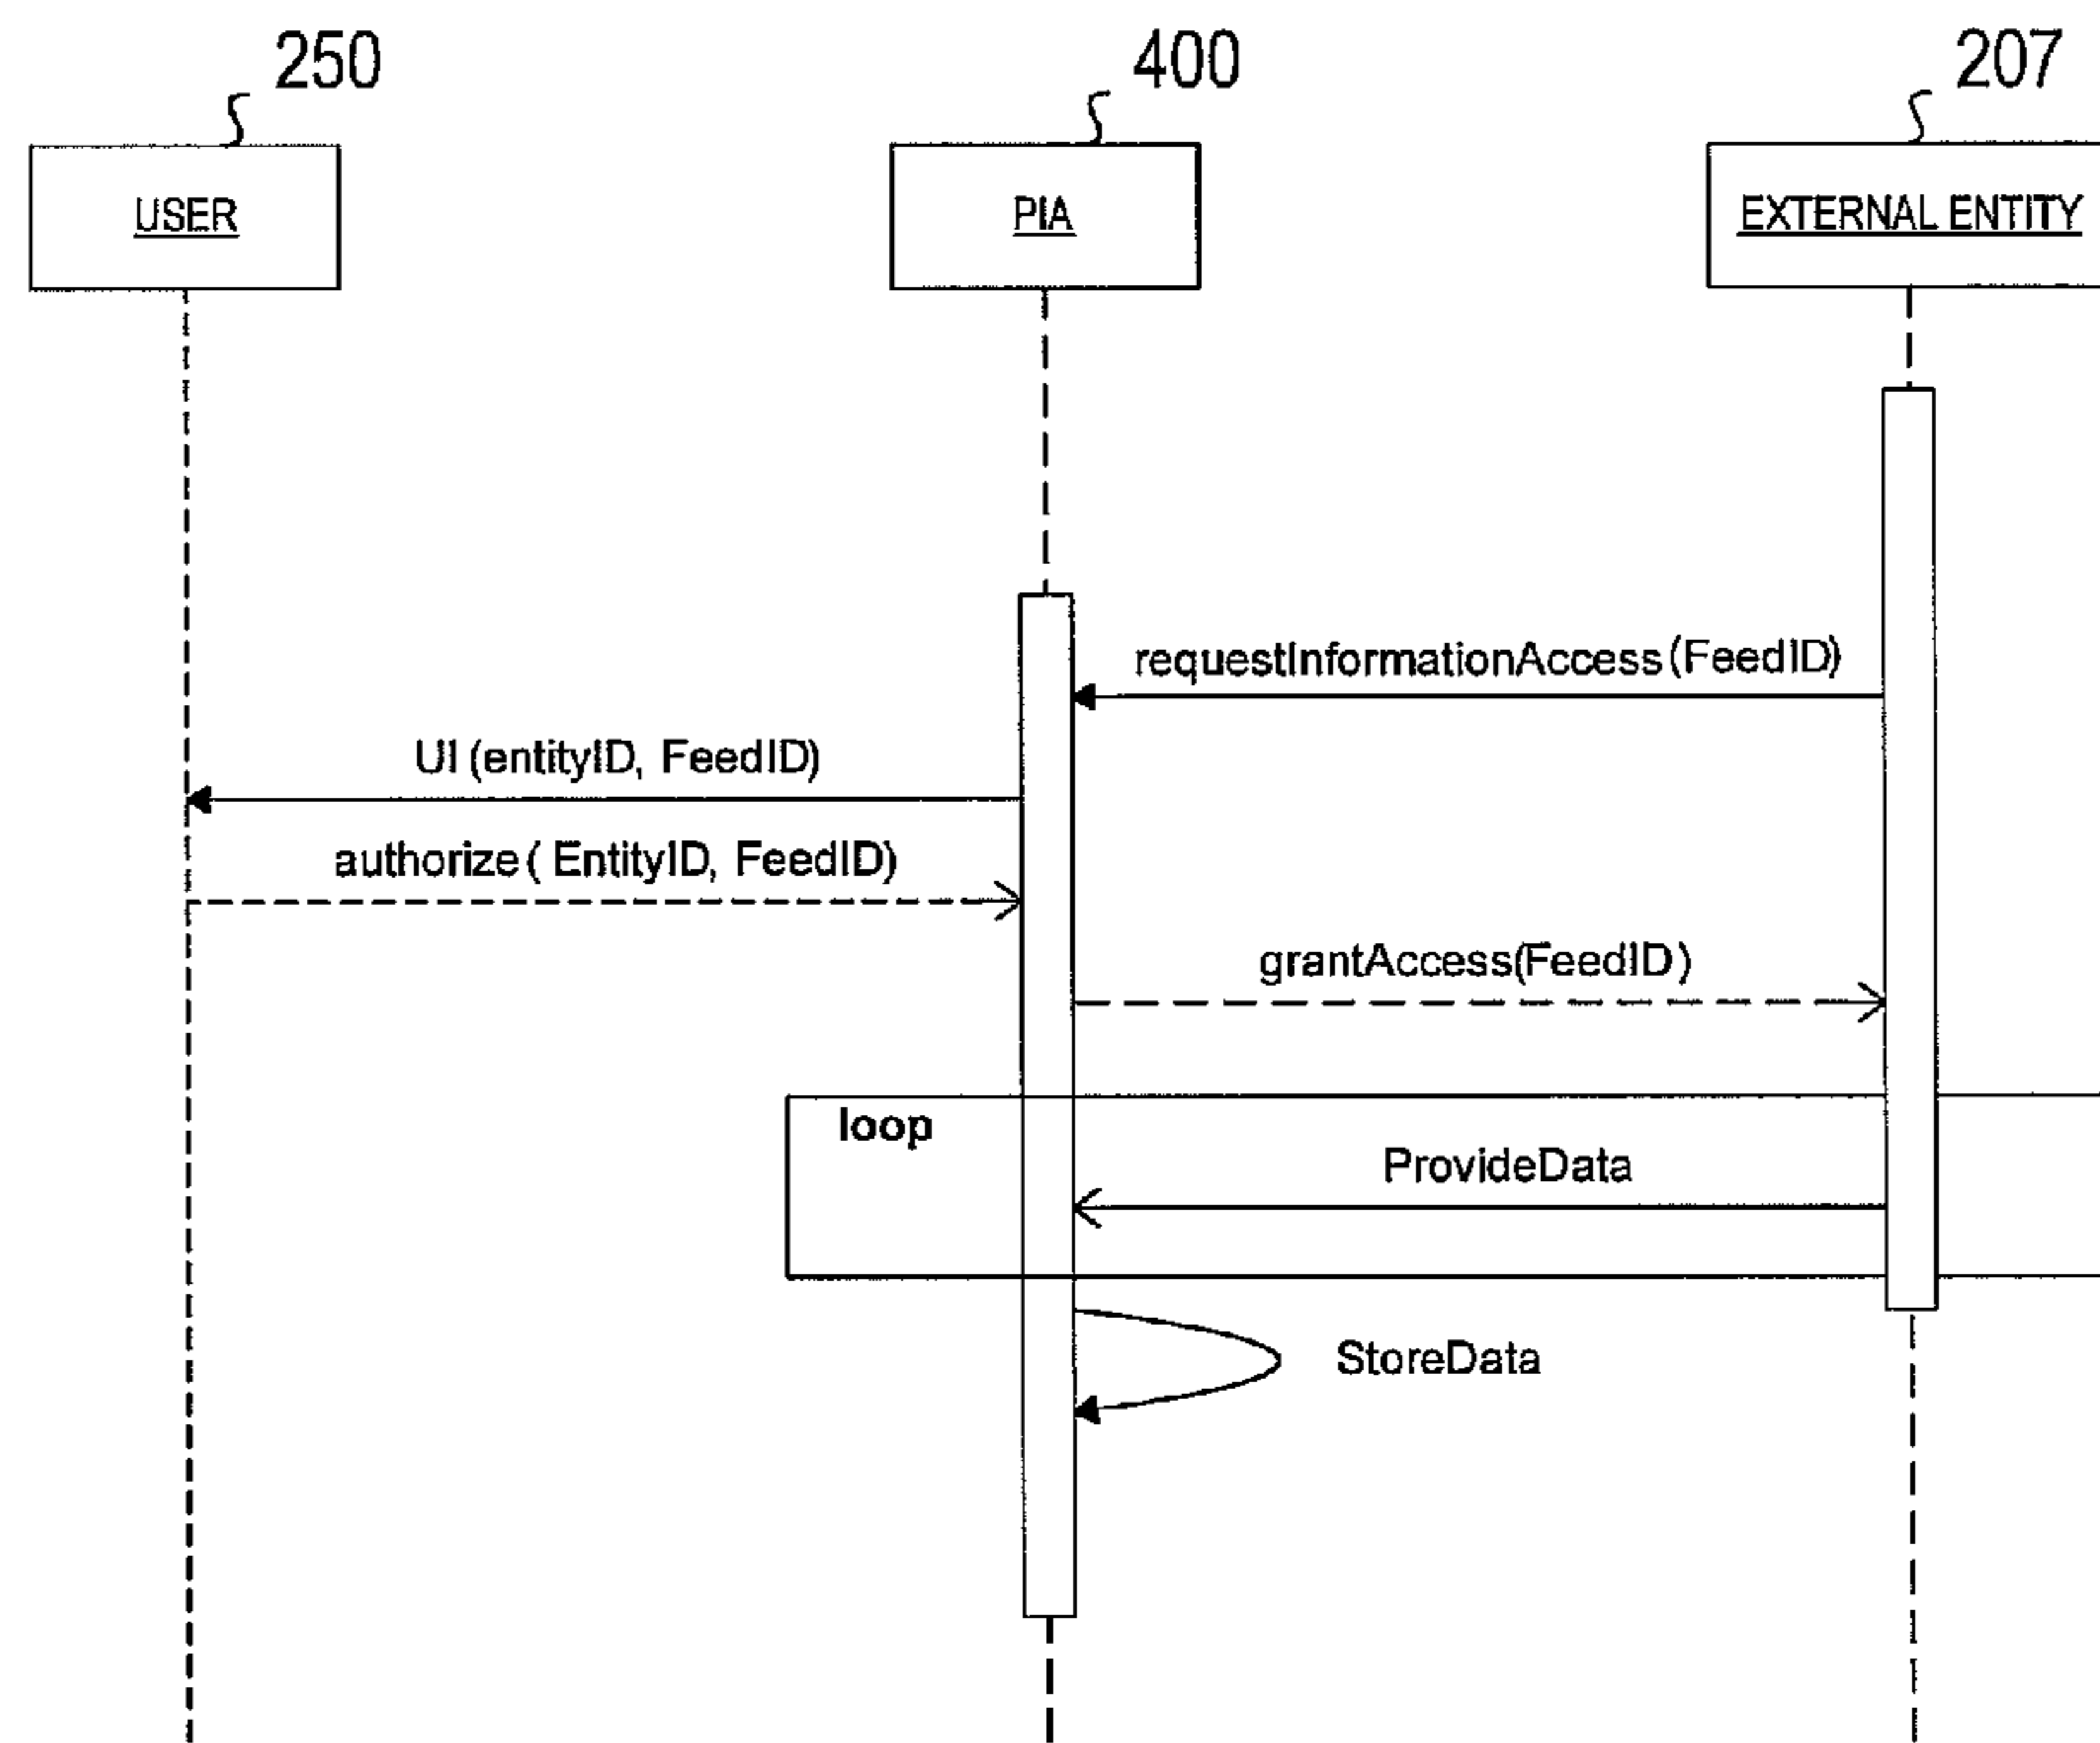 250
400
207
USER
PIA
EXTERNAL ENTITY
requestInformationAccess(FeedID)
UI (entityID, FeedID)
authorize( EntityID, FeedID)
grantAccess(FeedID)
loop
ProvideData
StoreData